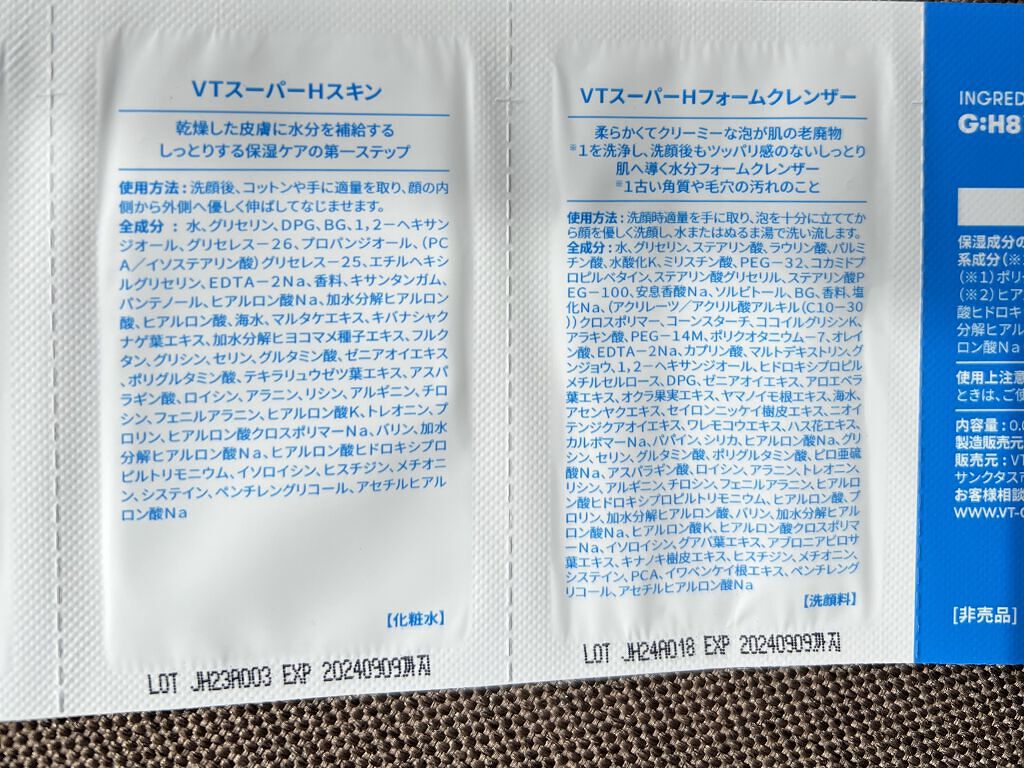 VTスーパーHスキン
乾燥した皮膚に水分を補給する
しっとりする保湿ケアの第一ステップ
使用方法：洗顔後、コットンや手に適量を取り、顔の内
側から外側へ優しく伸ばしてなじませます。
全成分：水、グリセリン、DPG、BG、1,2-ヘキサン
ジオール、グリセレス-26、プロパンジオール、(PC
A/イソステアリン酸)グリセレス-25、エチルヘキシ
ルグリセリン、EDTA-2Na、香料、キサンタンガム、
パンテノール、ヒアルロン酸Na、加水分解ヒアルロン
酸、ヒアルロン酸、海水、マルタケエキス、キバナシャク
ナゲ葉エキス、加水分解ヒヨコマメ種子エキス、フルク
タン、グリシン、セリン、グルタミン酸、ゼニアオイエキス
、ポリグルタミン酸、テキラリュウゼツ葉エキス、アスパ
ラギン酸、ロイシン、アラニン、リシン、アルギニン、チロ
シン、フェニルアラニン、ヒアルロン酸K、トレオニン、プ
ロリン、ヒアルロン酸クロスポリマーNa、バリン、加水
分解ヒアルロン酸Na、ヒアルロン酸ヒドロキシプロ
ピルトリモニウム、イソロイシン、ヒスチジン、メチオニ
ン、システイン、ペンチレングリコール、アセチルヒアル
ロン酸Na
【化粧水】
LOT JH23A003 EXP 20240909까지
VTスーパーHフォームクレンザー
柔らかくてクリーミーな泡が肌の老廃物
※1を洗浄し、洗顔後もツッパリ感のないしっとり
肌へ導く水分フォームクレンザー
※1古い角質や毛穴の汚れのこと
使用方法：洗顔時適量を手に取り、泡を十分に立ててか
ら顔を優しく洗顔し、水またはぬるま湯で洗い流します。
全成分：水、グリセリン、ステアリン酸、ラウリン酸、パルミ
チン酸、水酸化K、ミリスチン酸、PEG-32、コカミドプ
ロピルベタイン、ステアリン酸グリセリル、ステアリン酸P
EG-100、安息香酸Na、ソルビトール、BG、香料、塩
化Na、(アクリレーツ/アクリル酸アルキル(C10-30
))クロスポリマー、コーンスターチ、ココイルグリシンK、
アラキン酸、PEG-14M、ポリクオタニウム-7、オレイ
ン酸、EDTA-2Na、カプリン酸、マルトデキストリン、グ
ンジョウ、1,2-ヘキサンジオール、ヒドロキシプロピル
メチルセルロース、DPG、ゼニアオイエキス、アロエベラ
葉エキス、オクラ果実エキス、ヤマノイモ根エキス、海水、
アセンヤクエキス、セイロンニッケイ樹皮エキス、ニオイ
テンジクアオイエキス、ワレモコウエキス、ハス花エキス、
カルボマーNa、パパイン、シリカ、ヒアルロン酸Na、グリ
シン、セリン、グルタミン酸、ポリグルタミン酸、ピロ亜硫
酸Na、アスパラギン酸、ロイシン、アラニン、トレオニン、
リシン、アルギニン、チロシン、フェニルアラニン、ヒアルロ
ン酸ヒドロキシプロピルトリモニウム、ヒアルロン酸、プ
ロリン、加水分解ヒアルロン酸、バリン、加水分解ヒアルロ
ン酸Na、ヒアルロン酸K、ヒアルロン酸クロスポリマ
ーNa、イソロイシン、グアバ葉エキス、アブロニアビロサ
葉エキス、キナノキ樹皮エキス、ヒスチジン、メチオニン、
システイン、PCA、イワベンケイ根エキス、ペンチレング
リコール、アセチルヒアルロン酸Na
【洗顔料】
LOT JH24A018 EXP 20240909까지
INGRED
G:H8
保湿成分の
系成分(※
(※1)ポリ
(※2)ヒア
酸ヒドロキ
分解ヒアル
ロン酸Na
使用上注意
ときは、ご使
内容量：0.
製造販売元
販売元：VT
サンクタス市
お客様相談
WWW.VT-C
[非売品]